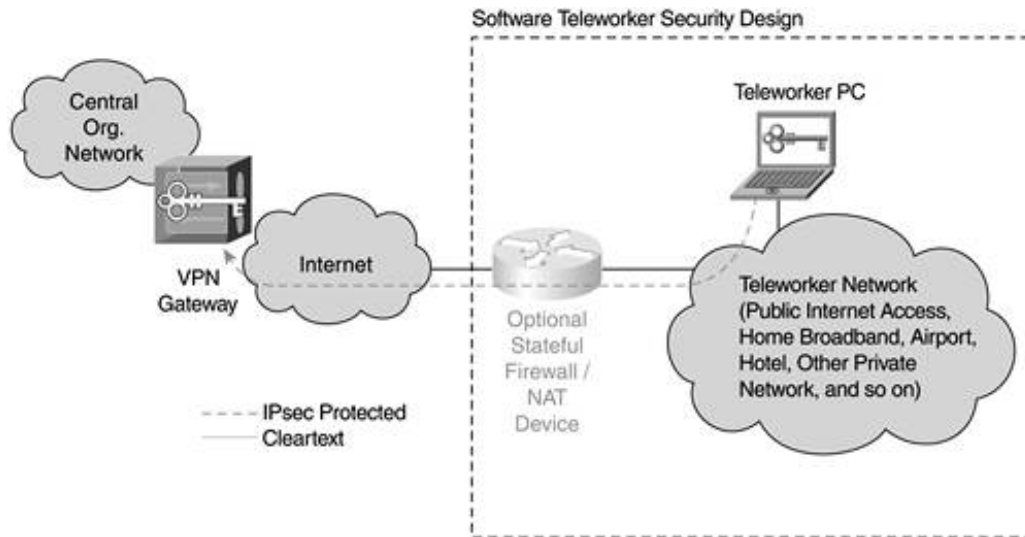 Software Teleworker Security Design
Central
Org.
Network
VPN
Gateway
Internet
Optional
Stateful
Firewall /
NAT
Device
Teleworker PC
Teleworker Network
(Public Internet Access,
Home Broadband, Airport,
Hotel, Other Private
Network, and so on)
IPsec Protected
Cleartext